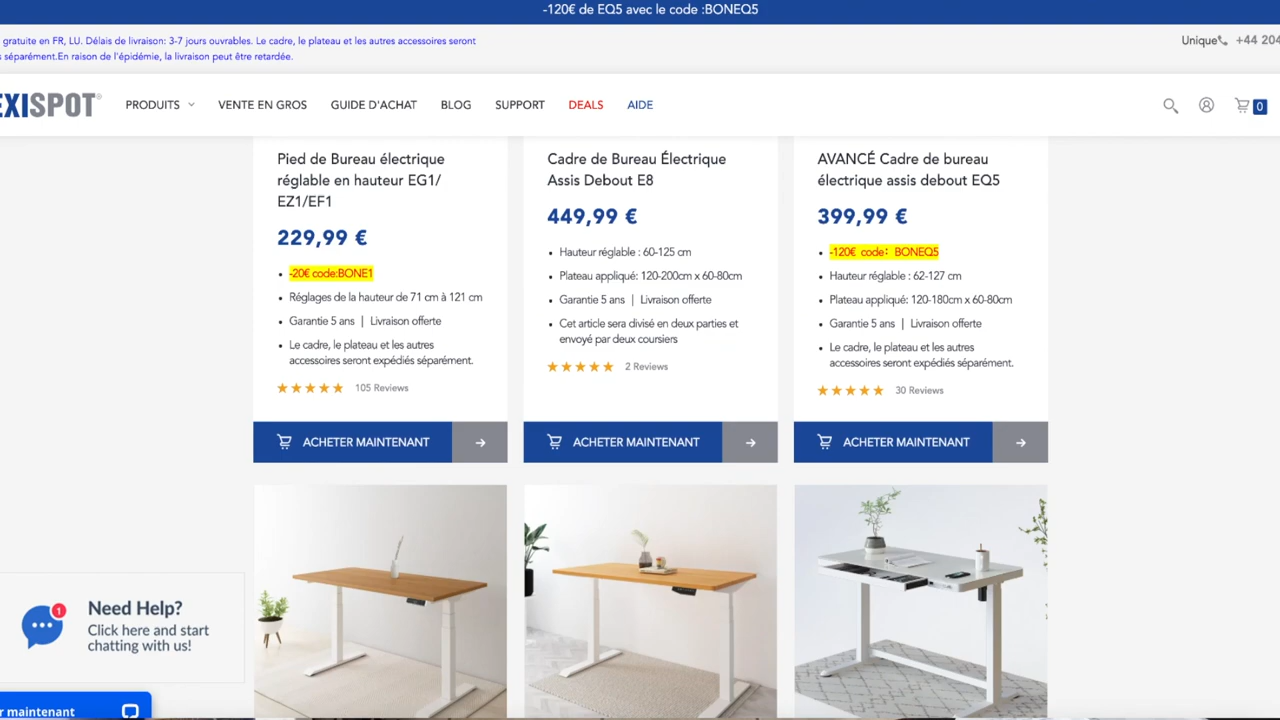 -120€ de EQ5 avec le code :BONEQ5
gratuite en FR, LU. Délais de livraison: 3-7 jours ouvrables. Le cadre, le plateau et les autres accessoires seront
s séparément.En raison de l'épidémie, la livraison peut être retardée.
Unique +44 204
EXISPOT®
PRODUITS
VENTE EN GROS
GUIDE D'ACHAT
BLOG
SUPPORT
DEALS
AIDE
0
Pied de Bureau électrique
réglable en hauteur EG1/
EZ1/EF1
229,99 €
-20€ code:BONE1
Réglages de la hauteur de 71 cm à 121 cm
Garantie 5 ans | Livraison offerte
Le cadre, le plateau et les autres
accessoires seront expédiés séparément.
105 Reviews
ACHETER MAINTENANT
Cadre de Bureau Électrique
Assis Debout E8
449,99 €
Hauteur réglable : 60-125 cm
Plateau appliqué: 120-200cm x 60-80cm
Garantie 5 ans | Livraison offerte
Cet article sera divisé en deux parties et
envoyé par deux coursiers
2 Reviews
ACHETER MAINTENANT
AVANCÉ Cadre de bureau
électrique assis debout EQ5
399,99 €
-120€ code: BONEQ5
Hauteur réglable : 62-127 cm
Plateau appliqué: 120-180cm x 60-80cm
Garantie 5 ans | Livraison offerte
Le cadre, le plateau et les autres
accessoires seront expédiés séparément.
30 Reviews
ACHETER MAINTENANT
1
Need Help?
Click here and start
chatting with us!
r maintenant